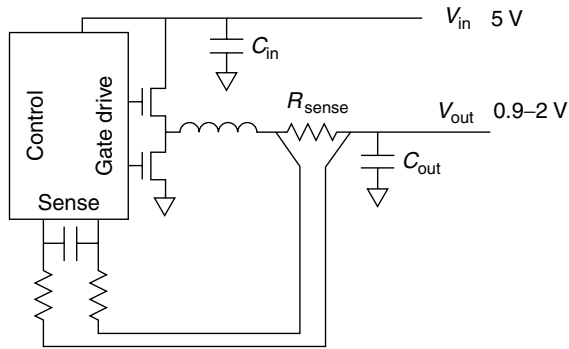 V_in 5 V
C_in
Control
Gate drive
R_sense
V_out 0.9–2 V
C_out
Sense